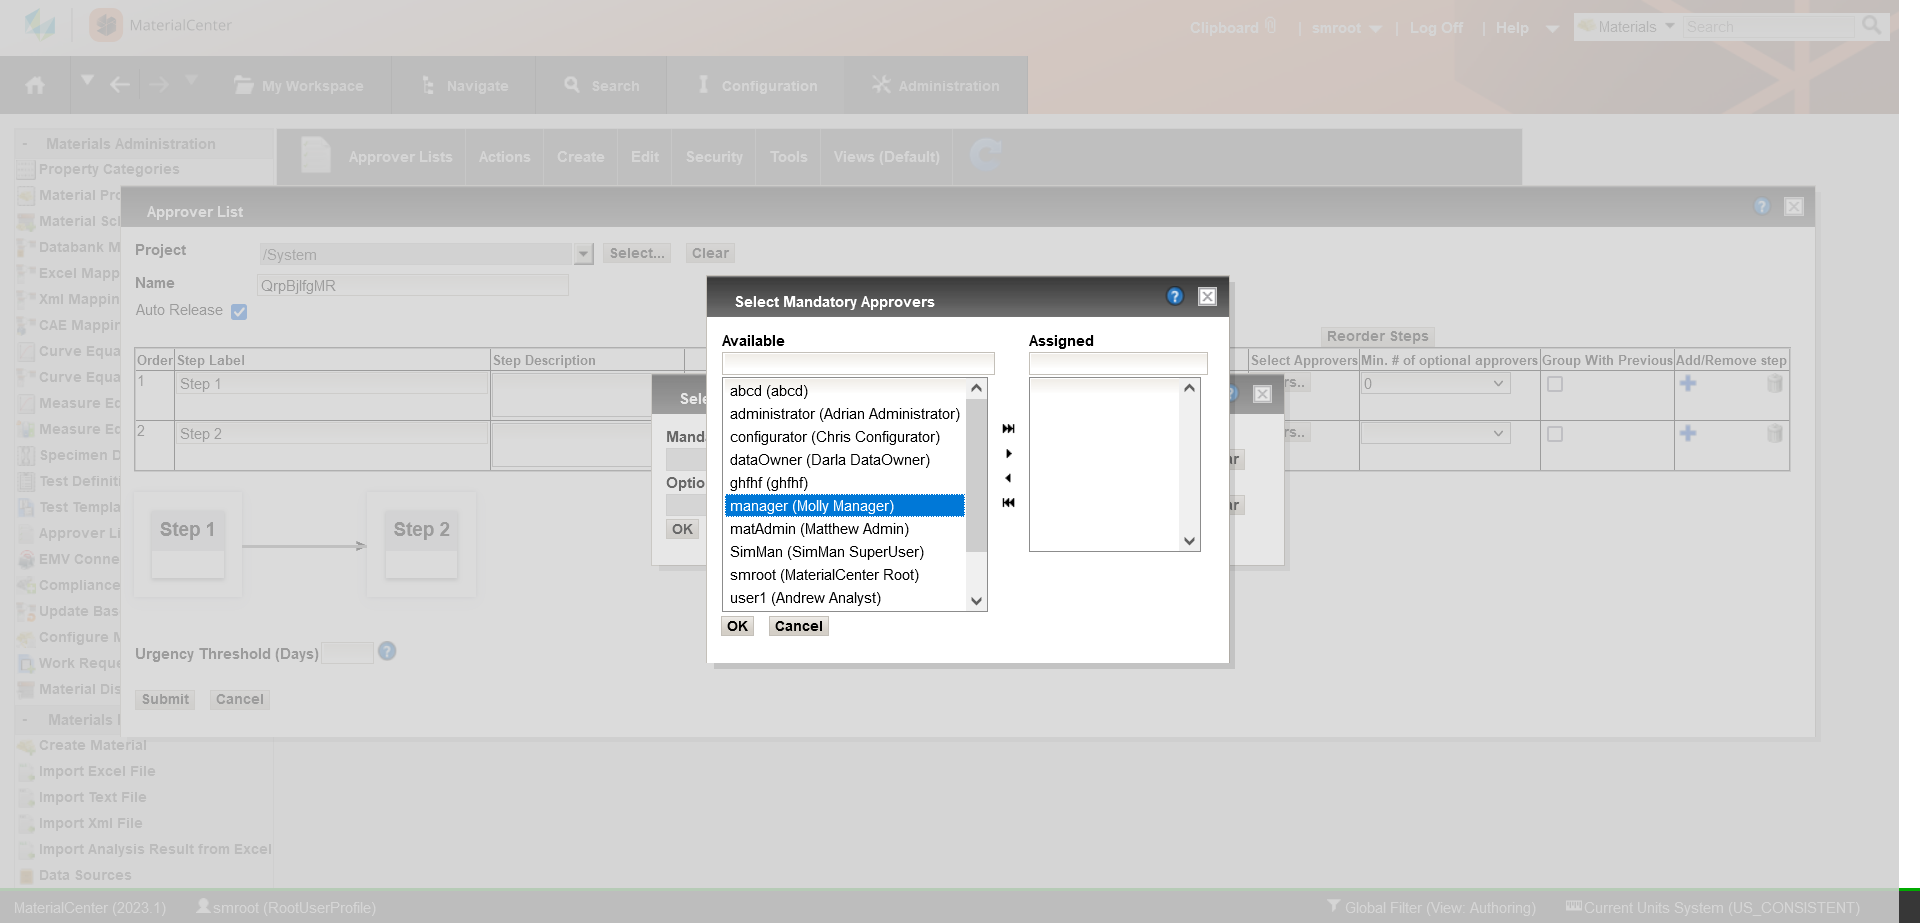 MaterialCenter
Clipboard | smroot | Log Off | Help Materials Search
My Workspace Navigate Search Configuration Administration
- Materials Administration
Approver Lists Actions Create Edit Security Tools Views (Default)
Property Categories
Material Pro
Material Sch
Databank M
Excel Mapp
Xml Mappin
CAE Mappin
Curve Equa
Curve Equa
Measure Ec
Measure Ec
Specimen D
Test Definiti
Test Templa
Approver Li
EMV Conne
Compliance
Update Bas
Configure M
Work Reque
Material Dis
- Materials I
Create Material
Import Excel File
Import Text File
Import Xml File
Import Analysis Result from Excel
Data Sources
Approver List ?
Project /System Select... Clear
Name QrpBjlfgMR
Auto Release
Reorder Steps
Order Step Label Step Description Select Approvers Min. # of optional approvers Group With Previous Add/Remove step
1 Step 1 rs.. 0
2 Step 2 rs..
Step 1 Step 2
Urgency Threshold (Days) ?
Submit Cancel
Sele
Manda
Optio
OK
Select Mandatory Approvers ?
Available Assigned
abcd (abcd)
administrator (Adrian Administrator)
configurator (Chris Configurator)
dataOwner (Darla DataOwner)
ghfhf (ghfhf)
manager (Molly Manager)
matAdmin (Matthew Admin)
SimMan (SimMan SuperUser)
smroot (MaterialCenter Root)
user1 (Andrew Analyst)
OK Cancel
MaterialCenter (2023.1) smroot (RootUserProfile) Global Filter (View: Authoring) Current Units System (US_CONSISTENT)